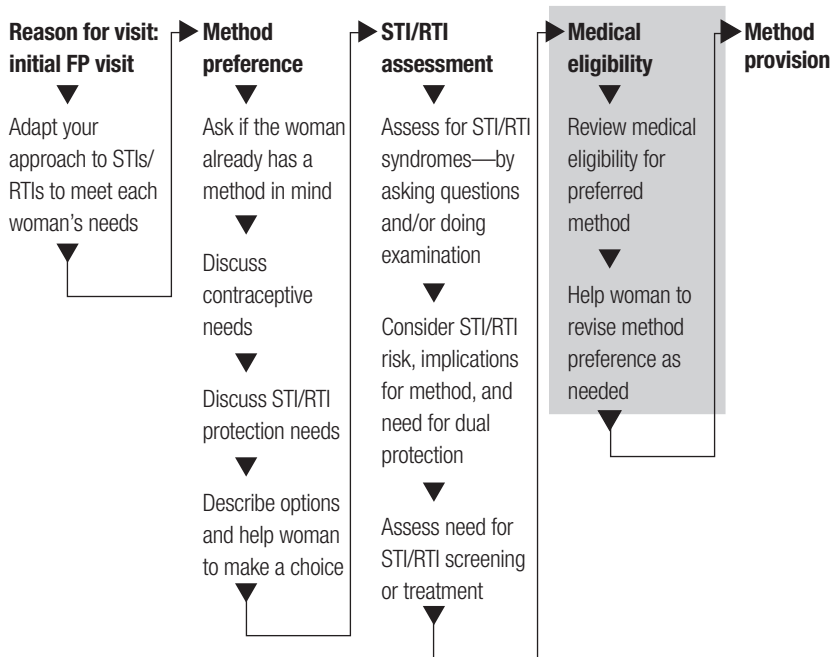 Reason for visit:
initial FP visit
Adapt your
approach to STIs/
RTIs to meet each
woman's needs
Method
preference
Ask if the woman
already has a
method in mind
Discuss
contraceptive
needs
Discuss STI/RTI
protection needs
Describe options
and help woman
to make a choice
STI/RTI
assessment
Assess for STI/RTI
syndromes—by
asking questions
and/or doing
examination
Consider STI/RTI
risk, implications
for method, and
need for dual
protection
Assess need for
STI/RTI screening
or treatment
Medical
eligibility
Review medical
eligibility for
preferred
method
Help woman to
revise method
preference as
needed
Method
provision